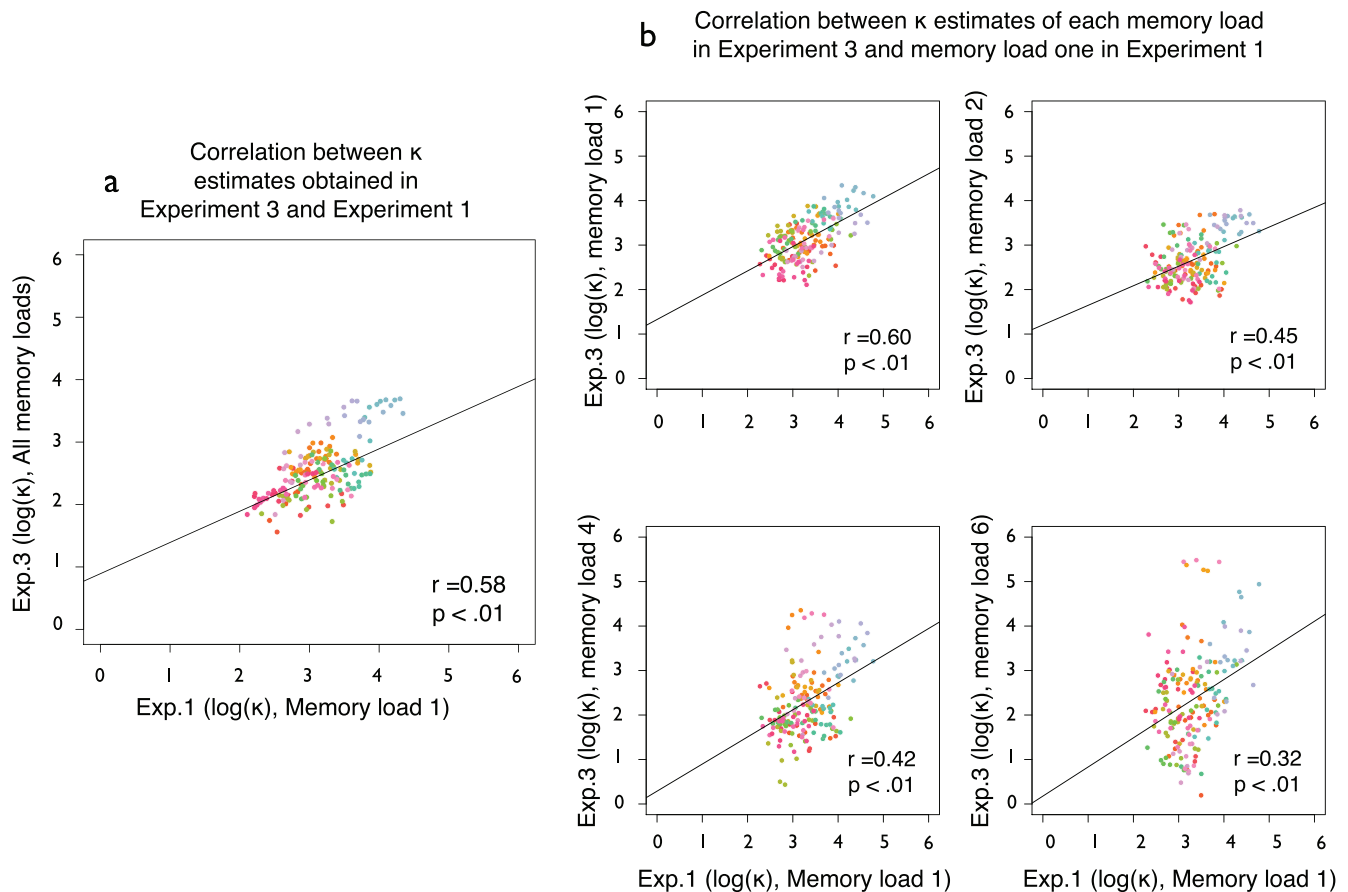 a
Correlation between κ
estimates obtained in
Experiment 3 and Experiment 1
Exp.3 (log(κ), All memory loads)
6
5
4
3
2
1
0
r =0.58
p < .01
0 1 2 3 4 5 6
Exp.1 (log(κ), Memory load 1)
b
Correlation between κ estimates of each memory load
in Experiment 3 and memory load one in Experiment 1
Exp.3 (log(κ), memory load 1)
6
5
4
3
2
1
0
r =0.60
p < .01
0 1 2 3 4 5 6
Exp.3 (log(κ), memory load 2)
6
5
4
3
2
1
0
r =0.45
p < .01
0 1 2 3 4 5 6
Exp.3 (log(κ), memory load 4)
6
5
4
3
2
1
0
r =0.42
p < .01
0 1 2 3 4 5 6
Exp.1 (log(κ), Memory load 1)
Exp.3 (log(κ), memory load 6)
6
5
4
3
2
1
0
r =0.32
p < .01
0 1 2 3 4 5 6
Exp.1 (log(κ), Memory load 1)